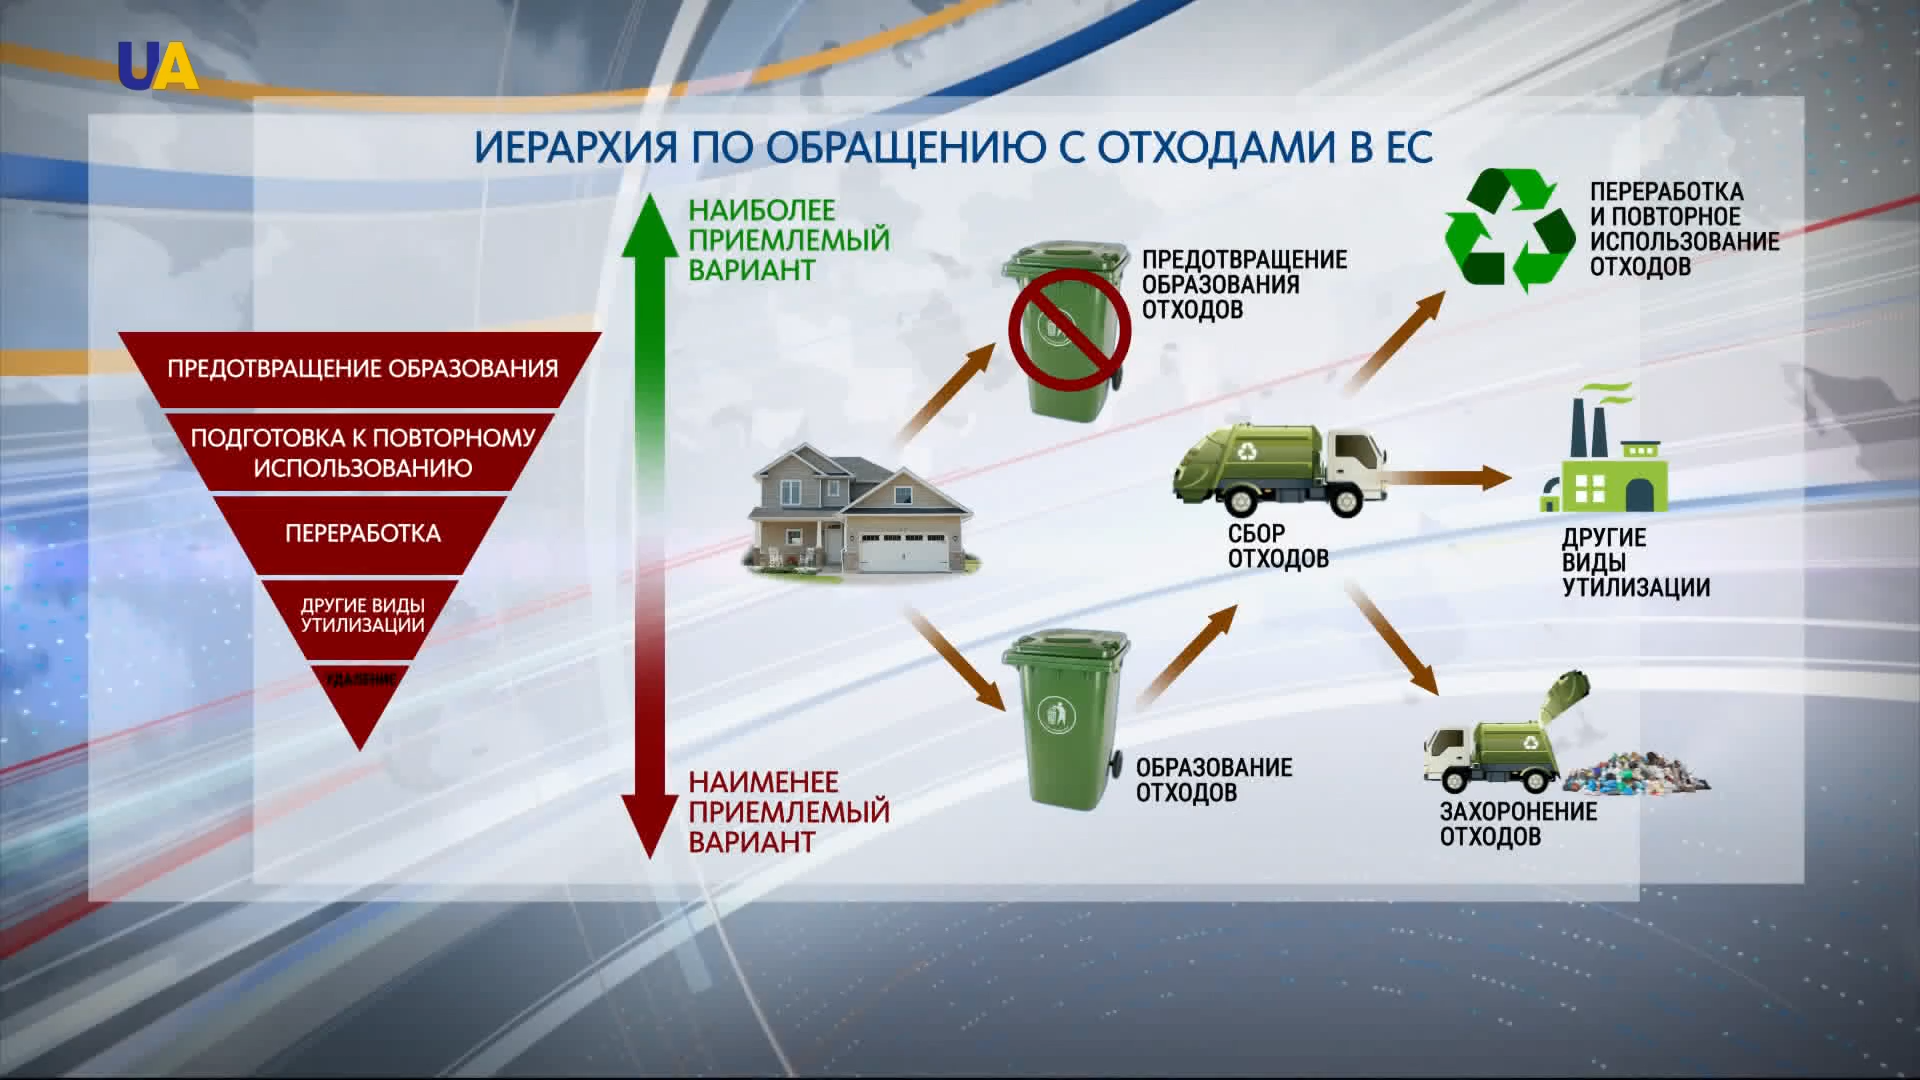 UA
ИЕРАРХИЯ ПО ОБРАЩЕНИЮ С ОТХОДАМИ В ЕС
ПРЕДОТВРАЩЕНИЕ ОБРАЗОВАНИЯ
ПОДГОТОВКА К ПОВТОРНОМУ
ИСПОЛЬЗОВАНИЮ
ПЕРЕРАБОТКА
ДРУГИЕ ВИДЫ
УТИЛИЗАЦИИ
УДАЛЕНИЕ
НАИБОЛЕЕ
ПРИЕМЛЕМЫЙ
ВАРИАНТ
НАИМЕНЕЕ
ПРИЕМЛЕМЫЙ
ВАРИАНТ
ПРЕДОТВРАЩЕНИЕ
ОБРАЗОВАНИЯ
ОТХОДОВ
ОБРАЗОВАНИЕ
ОТХОДОВ
СБОР
ОТХОДОВ
ПЕРЕРАБОТКА
И ПОВТОРНОЕ
ИСПОЛЬЗОВАНИЕ
ОТХОДОВ
ДРУГИЕ
ВИДЫ
УТИЛИЗАЦИИ
ЗАХОРОНЕНИЕ
ОТХОДОВ